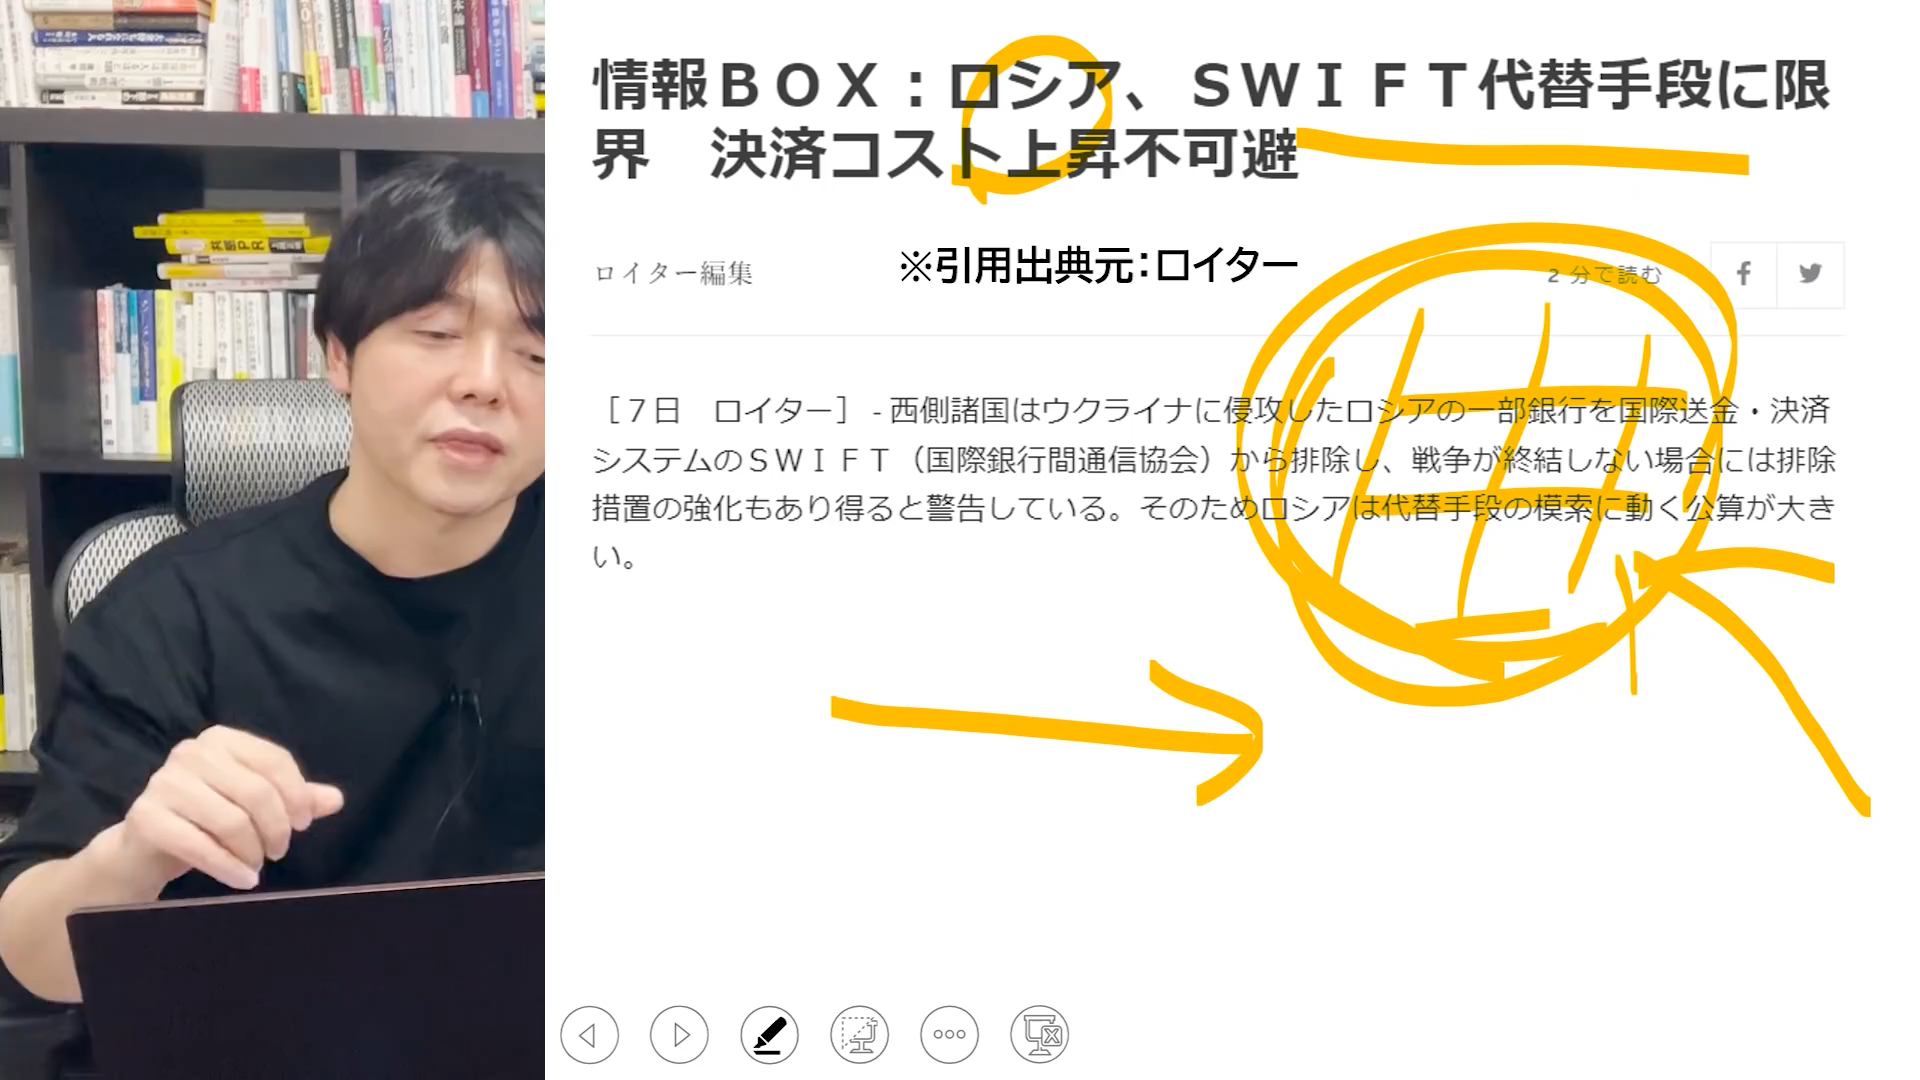 情報ＢＯＸ：ロシア、ＳＷＩＦＴ代替手段に限
界　決済コスト上昇不可避
ロイター編集
※引用出典元：ロイター
2 分で読む
［７日　ロイター］ - 西側諸国はウクライナに侵攻したロシアの一部銀行を国際送金・決済
システムのＳＷＩＦＴ（国際銀行間通信協会）から排除し、戦争が終結しない場合には排除
措置の強化もあり得ると警告している。そのためロシアは代替手段の模索に動く公算が大き
い。